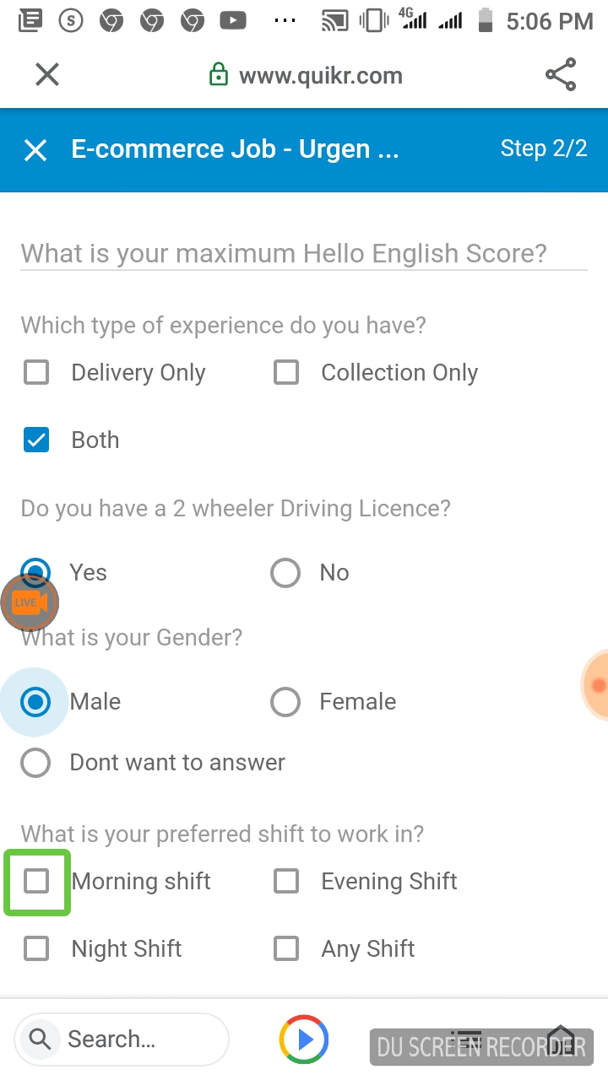 4G 5:06 PM
www.quikr.com
E-commerce Job - Urgen ... Step 2/2
What is your maximum Hello English Score?
Which type of experience do you have?
Delivery Only Collection Only
Both
Do you have a 2 wheeler Driving Licence?
Yes No
LIVE
What is your Gender?
Male Female
Dont want to answer
What is your preferred shift to work in?
Morning shift Evening Shift
Night Shift Any Shift
Search...
DU SCREEN RECORDER